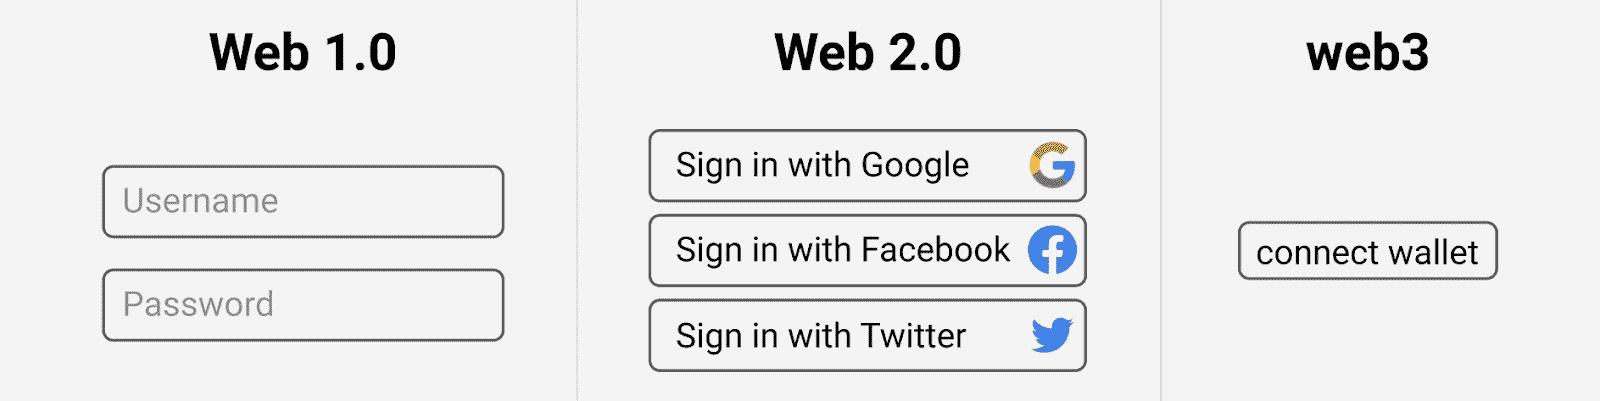 Web 1.0
Username
Password
Web 2.0
Sign in with Google
Sign in with Facebook
Sign in with Twitter
web3
connect wallet